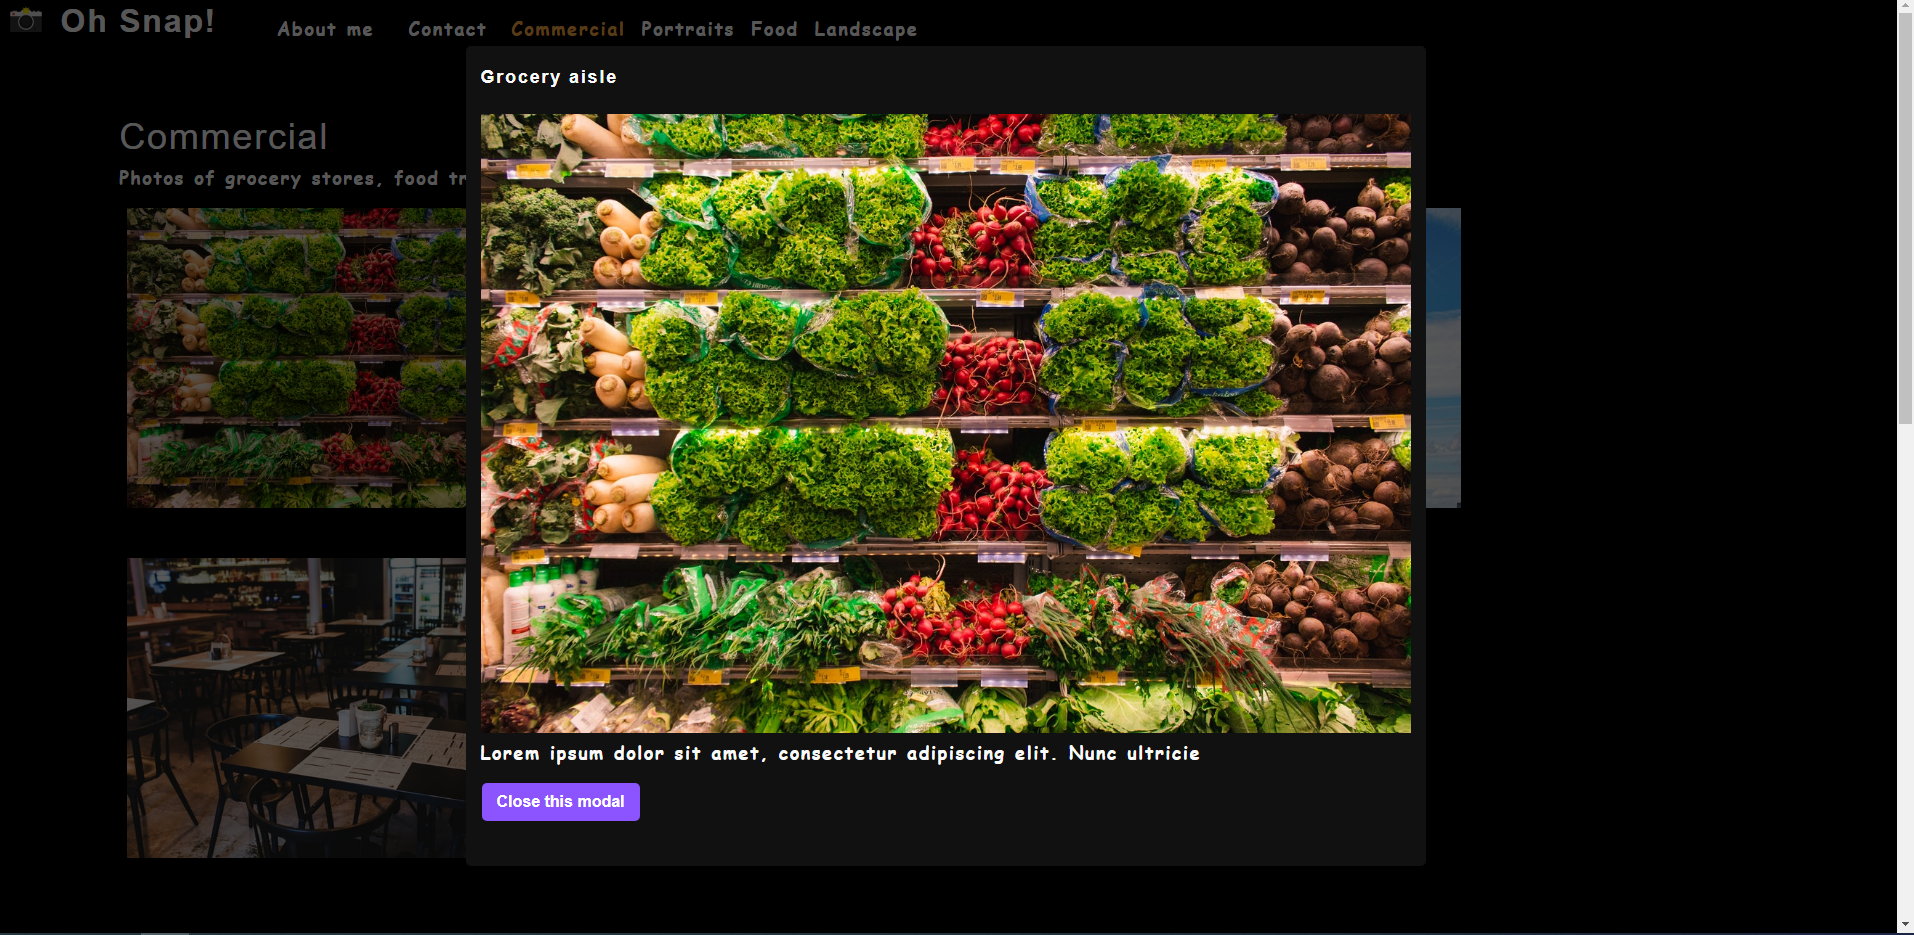 Oh Snap!
About me Contact Commercial Portraits Food Landscape
Grocery aisle
Commercial
Photos of grocery stores, food
Lorem ipsum dolor sit amet, consectetur adipiscing elit. Nunc ultricie
Close this modal